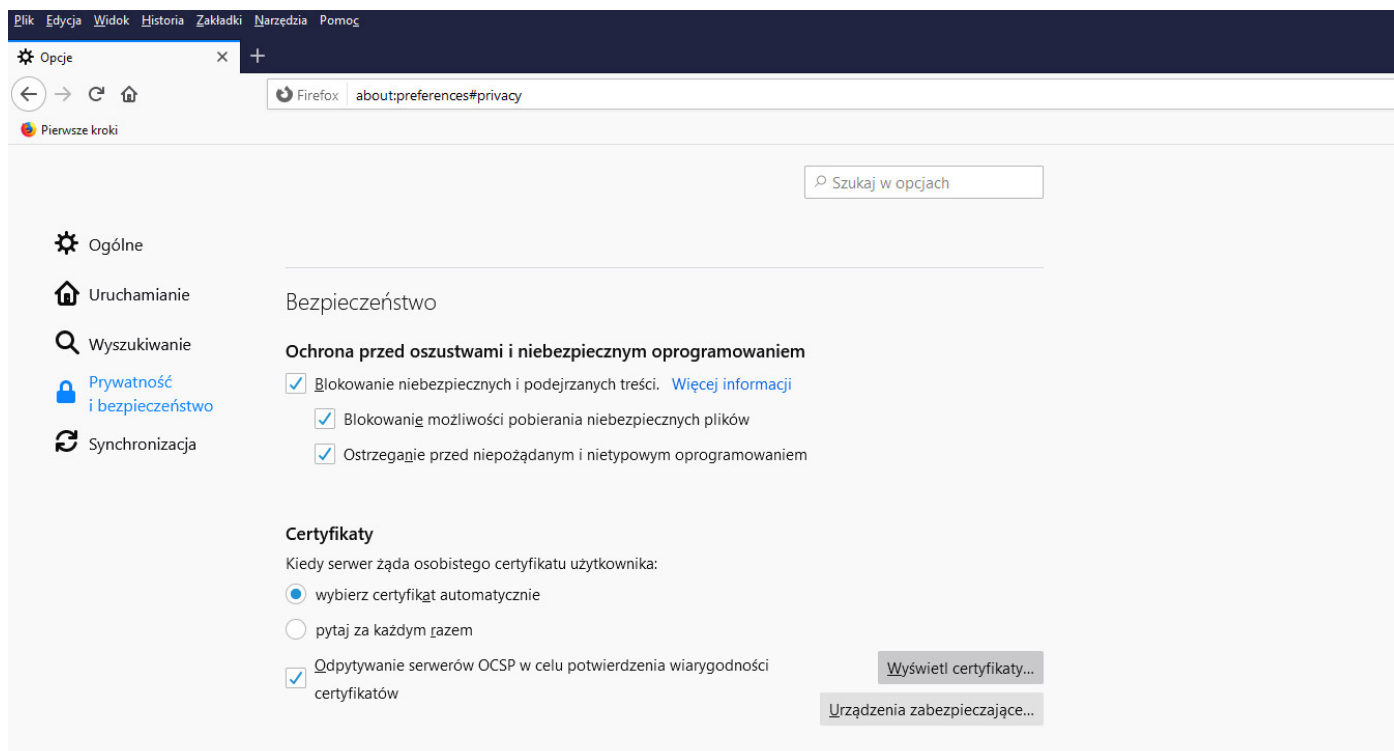 Plik Edycja Widok Historia Zakładki Narzędzia Pomoc
Opcje
Firefox about:preferences#privacy
Pierwsze kroki
Szukaj w opcjach
Ogólne
Uruchamianie
Wyszukiwanie
Prywatność
i bezpieczeństwo
Synchronizacja
Bezpieczeństwo
Ochrona przed oszustwami i niebezpiecznym oprogramowaniem
Blokowanie niebezpiecznych i podejrzanych treści. Więcej informacji
Blokowanie możliwości pobierania niebezpiecznych plików
Ostrzeganie przed niepożądanym i nietypowym oprogramowaniem
Certyfikaty
Kiedy serwer żąda osobistego certyfikatu użytkownika:
wybierz certyfikat automatycznie
pytaj za każdym razem
Odpytywanie serwerów OCSP w celu potwierdzenia wiarygodności
certyfikatów
Wyświetl certyfikaty...
Urządzenia zabezpieczające...